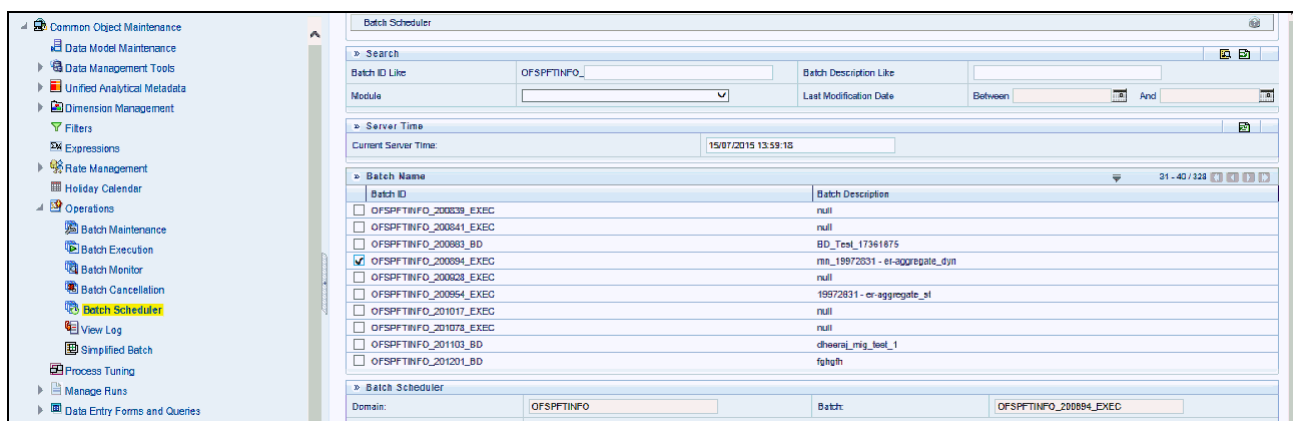 Common Object Maintenance
Data Model Maintenance
Data Management Tools
Unified Analytical Metadata
Dimension Management
Filters
Expressions
Rate Management
Holiday Calendar
Operations
Batch Maintenance
Batch Execution
Batch Monitor
Batch Cancellation
Batch Scheduler
View Log
Simplified Batch
Process Tuning
Manage Runs
Data Entry Forms and Queries
Batch Scheduler
» Search
Batch ID Like OFSPFTINFO_ Batch Description Like
Module Last Modification Date Between And
» Server Time
Current Server Time: 15/07/2015 13:59:18
» Batch Name 31 - 40 / 328
Batch ID Batch Description
OFSPFTINFO_200839_EXEC null
OFSPFTINFO_200841_EXEC null
OFSPFTINFO_200883_BD BD_Test_17361875
OFSPFTINFO_200894_EXEC mn_19972831 - er-aggregate_dyn
OFSPFTINFO_200928_EXEC null
OFSPFTINFO_200954_EXEC 19972831 - er-aggregate_st
OFSPFTINFO_201017_EXEC null
OFSPFTINFO_201078_EXEC null
OFSPFTINFO_201103_BD dheeraj_mig_test_1
OFSPFTINFO_201201_BD fghgfh
» Batch Scheduler
Domain: OFSPFTINFO Batch: OFSPFTINFO_200894_EXEC